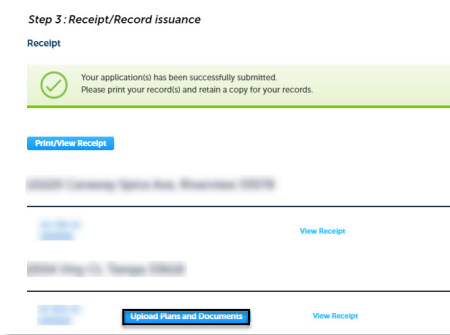 Step 3 : Receipt/Record issuance
Receipt
Your application(s) has been successfully submitted.
Please print your record(s) and retain a copy for your records.
Print/View Receipt
View Receipt
Upload Plans and Documents View Receipt